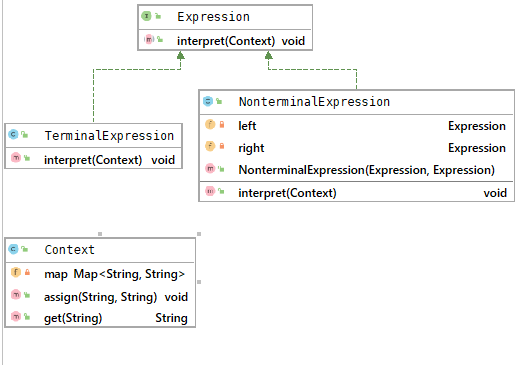 Expression
interpret(Context) void
TerminalExpression
interpret(Context) void
NonterminalExpression
left Expression
right Expression
NonterminalExpression(Expression, Expression)
interpret(Context) void
Context
map Map<String, String>
assign(String, String) void
get(String) String